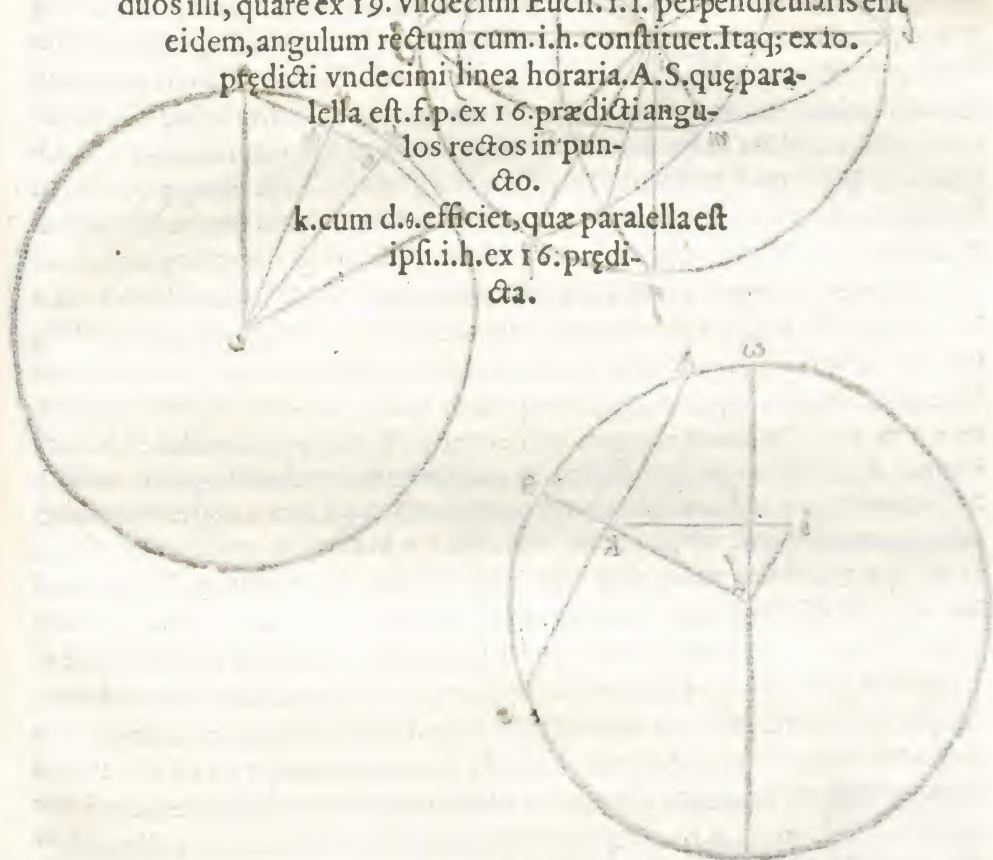 duos illi, quare ex 19. vndecimi Eucli. f. i. perpendicularis erit
eidem, angulum rectum cum. i.h. constituet. Itaq; ex 10.
prędicti vndecimi linea horaria. A.S. quę para-
lella est. f.p. ex 16. prædicti angu-
los rectos in pun-
cto.
k. cum d.θ. efficiet, quæ paralella est
ipsi. i.h. ex 16. prędi-
cta.
ω